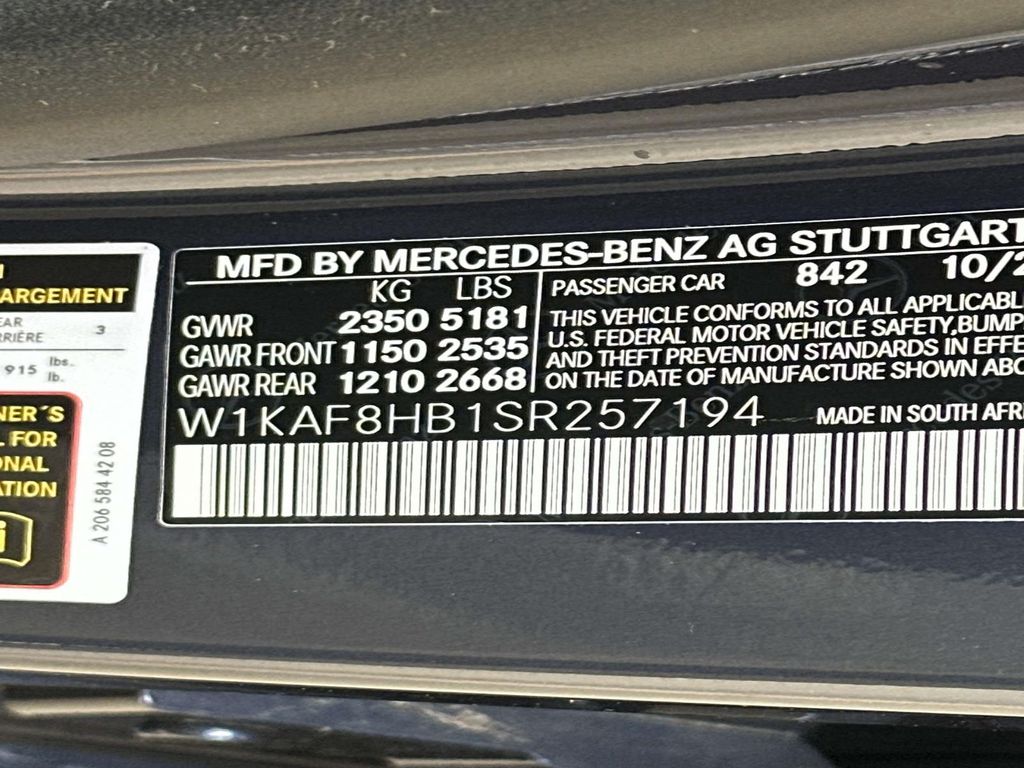 ARGEMENT
3
RRIÈRE
915 lbs.
lb.
NER´S
L FOR
ONAL
ATION
i
A 206 584 42 08
MFD BY MERCEDES-BENZ AG STUTTGART
KG LBS
GVWR 2350 5181
GAWR FRONT 1150 2535
GAWR REAR 1210 2668
PASSENGER CAR 842 10/2
THIS VEHICLE CONFORMS TO ALL APPLICABL
U.S. FEDERAL MOTOR VEHICLE SAFETY,BUMP
AND THEFT PREVENTION STANDARDS IN EFFE
ON THE DATE OF MANUFACTURE SHOWN ABO
W1KAF8HB1SR257194 MADE IN SOUTH AFRI